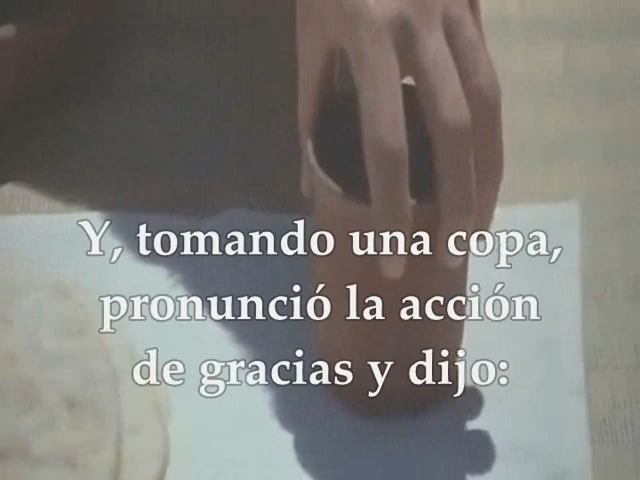 Y, tomando una copa,
pronunció la acción
de gracias y dijo: